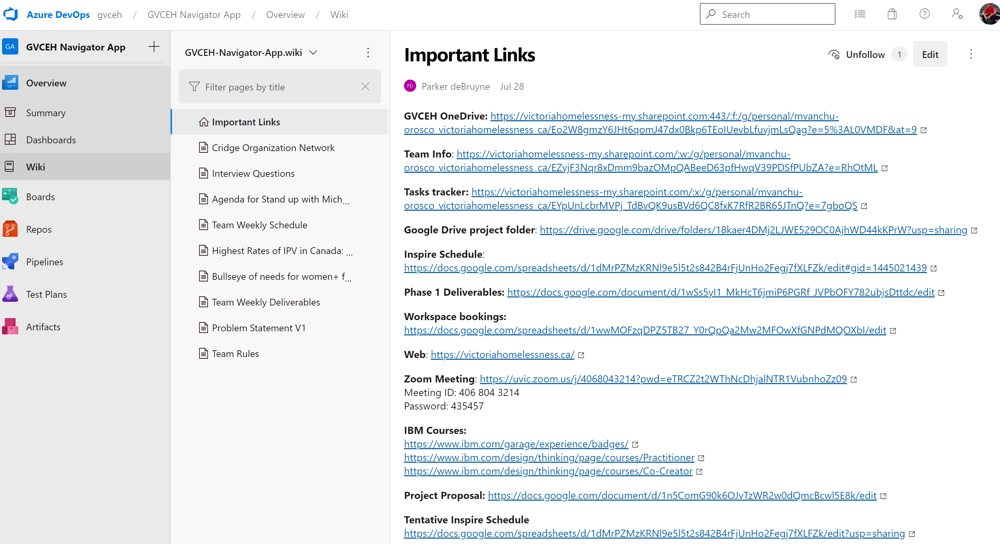 Azure DevOps gvceh / GVCEH Navigator App / Overview / Wiki
Search
GA GVCEH Navigator App
Overview
Summary
Dashboards
Wiki
Boards
Repos
Pipelines
Test Plans
Artifacts
GVCEH-Navigator-App.wiki
Filter pages by title
Important Links
Cridge Organization Network
Interview Questions
Agenda for Stand up with Mich...
Team Weekly Schedule
Highest Rates of IPV in Canada: ...
Bullseye of needs for women+ f...
Team Weekly Deliverables
Problem Statement V1
Team Rules
Important Links
Unfollow 1 Edit
PD Parker deBruyne Jul 28
GVCEH OneDrive: https://victoriahomelessness-my.sharepoint.com:443/:f:/g/personal/mvanchu-
orosco_victoriahomelessness_ca/Eo2W8gmzY6JHt6qomJ47dx0Bkp6TEoIUevbLfuvjmLsQag?e=5%3AL0VMDF&at=9
Team Info: https://victoriahomelessness-my.sharepoint.com/:w:/g/personal/mvanchu-
orosco_victoriahomelessness_ca/EZvjF3Nqr8xDmm9bazOMpQABeeD63pfHwqV39PDSfPUbZA?e=RhOtML
Tasks tracker: https://victoriahomelessness-my.sharepoint.com/:x:/g/personal/mvanchu-
orosco_victoriahomelessness_ca/EYpUnLcbrMVPj_TdBvQK9usBVd6QC8fxK7RfR2BR65JTnQ?e=7gboQS
Google Drive project folder: https://drive.google.com/drive/folders/18kaer4DMj2LJWE529OC0AjhWD44kKPrW?usp=sharing
Inspire Schedule:
https://docs.google.com/spreadsheets/d/1dMrPZMzKRNl9e5l5t2s842B4rFjUnHo2Fegj7fXLFZk/edit#gid=1445021439
Phase 1 Deliverables: https://docs.google.com/document/d/1wSs5yI1_MkHcT6jmiP6PGRf_JVPbOFY782ubjsDttdc/edit
Workspace bookings:
https://docs.google.com/spreadsheets/d/1wwMOFzqDPZ5TB27_Y0rQpQa2Mw2MFOwXfGNPdMQOXbI/edit
Web: https://victoriahomelessness.ca/
Zoom Meeting: https://uvic.zoom.us/j/4068043214?pwd=eTRCZ2t2WThNcDhjalNTR1VubnhoZz09
Meeting ID: 406 804 3214
Password: 435457
IBM Courses:
https://www.ibm.com/garage/experience/badges/
https://www.ibm.com/design/thinking/page/courses/Practitioner
https://www.ibm.com/design/thinking/page/courses/Co-Creator
Project Proposal: https://docs.google.com/document/d/1n5ComG90k6OJvTzWR2w0dQmcBcwl5E8k/edit
Tentative Inspire Schedule
https://docs.google.com/spreadsheets/d/1dMrPZMzKRNl9e5l5t2s842B4rFjUnHo2Fegj7fXLFZk/edit?usp=sharing